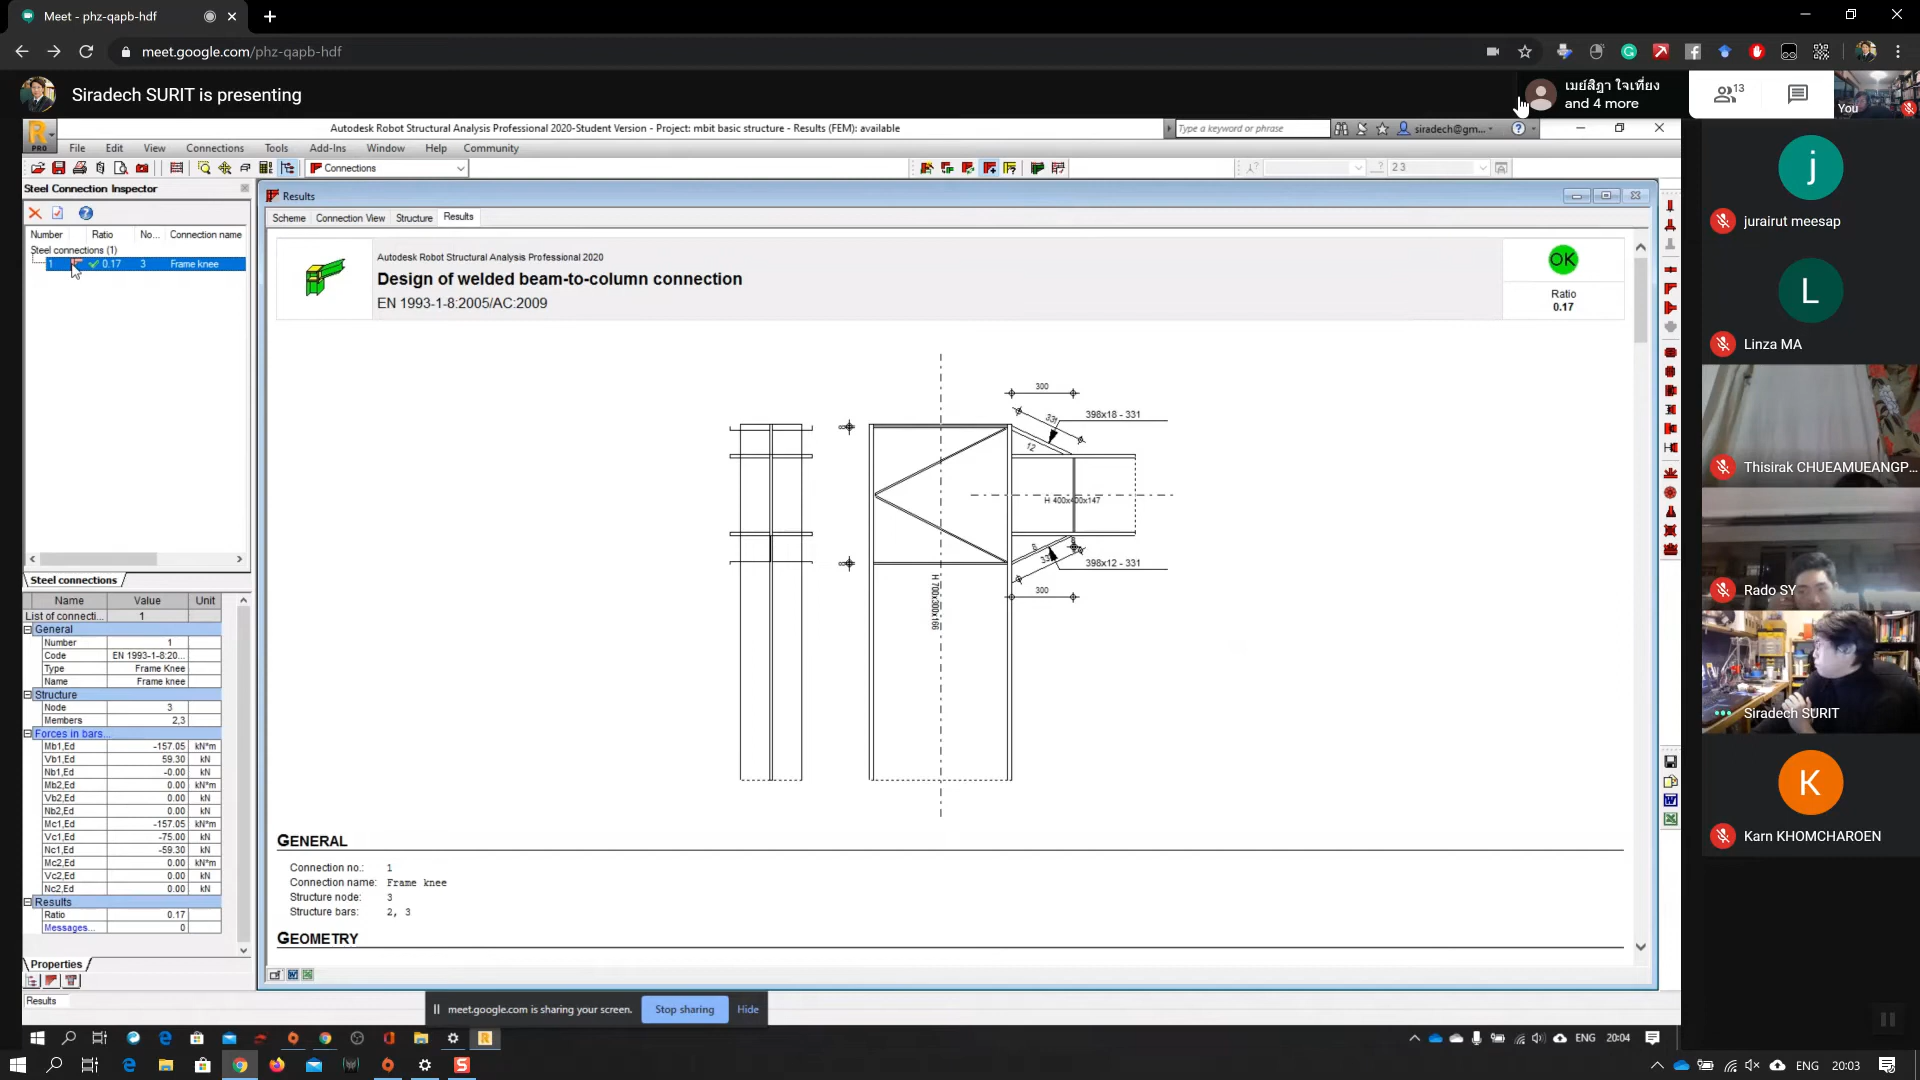 Meet - phz-qapb-hdf
meet.google.com/phz-qapb-hdf
Siradech SURIT is presenting
เมย์สิฎา ใจเที่ยง
and 4 more
13
You
R
PRO
Autodesk Robot Structural Analysis Professional 2020-Student Version - Project: mbit basic structure - Results (FEM): available
Type a keyword or phrase
siradech@gm...
File Edit View Connections Tools Add-Ins Window Help Community
Connections
2 3
Steel Connection Inspector
Number Ratio No... Connection name
Steel connections (1)
1 0.17 3 Frame knee
Steel connections
Name Value Unit
List of connecti... 1
General
Number 1
Code EN 1993-1-8:20...
Type Frame Knee
Name Frame knee
Structure
Node 3
Members 2,3
Forces in bars...
Mb1,Ed -157.05 kN*m
Vb1,Ed 59.30 kN
Nb1,Ed -0.00 kN
Mb2,Ed 0.00 kN*m
Vb2,Ed 0.00 kN
Nb2,Ed 0.00 kN
Mc1,Ed -157.05 kN*m
Vc1,Ed -75.00 kN
Nc1,Ed -59.30 kN
Mc2,Ed 0.00 kN*m
Vc2,Ed 0.00 kN
Nc2,Ed 0.00 kN
Results
Ratio 0.17
Messages... 0
Properties
Results
Results
Scheme Connection View Structure Results
Autodesk Robot Structural Analysis Professional 2020
Design of welded beam-to-column connection
EN 1993-1-8:2005/AC:2009
OK
Ratio
0.17
300
331
398x18 - 331
12
H 400x400x147
398x12 - 331
300
H 700x300x166
GENERAL
Connection no.: 1
Connection name: Frame knee
Structure node: 3
Structure bars: 2, 3
GEOMETRY
meet.google.com is sharing your screen.
Stop sharing
Hide
j
jurairut meesap
L
Linza MA
Thisirak CHUEAMUEANGP...
Rado SY
Siradech SURIT
K
Karn KHOMCHAROEN
ENG 20:04
ENG 20:03